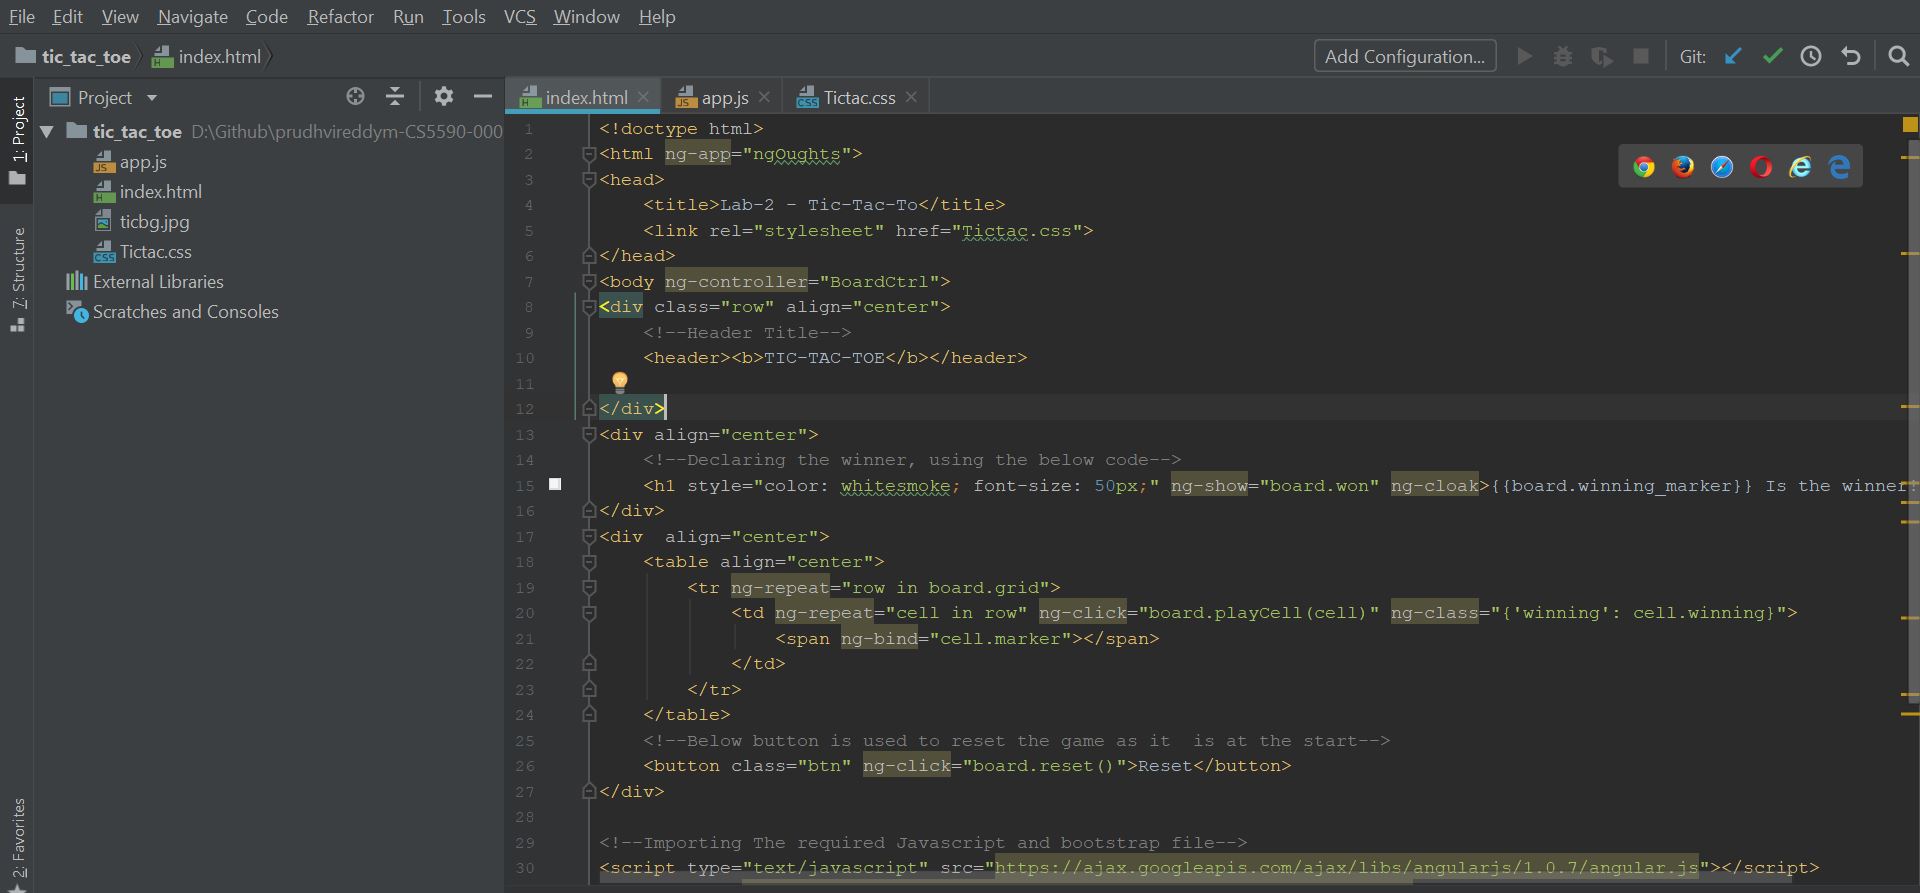 File Edit View Navigate Code Refactor Run Tools VCS Window Help
tic_tac_toe index.html Add Configuration... Git:
1: Project
7: Structure
2: Favorites
Project
tic_tac_toe D:\Github\prudhvireddym-CS5590-000
app.js
index.html
ticbg.jpg
Tictac.css
External Libraries
Scratches and Consoles
index.html app.js Tictac.css
1 <!doctype html>
2 <html ng-app="ngOughts">
3 <head>
4 <title>Lab-2 - Tic-Tac-To</title>
5 <link rel="stylesheet" href="Tictac.css">
6 </head>
7 <body ng-controller="BoardCtrl">
8 <div class="row" align="center">
9 <!--Header Title-->
10 <header><b>TIC-TAC-TOE</b></header>
11
12 </div>
13 <div align="center">
14 <!--Declaring the winner, using the below code-->
15 <h1 style="color: whitesmoke; font-size: 50px;" ng-show="board.won" ng-cloak>{{board.winning_marker}} Is the winner!
16 </div>
17 <div  align="center">
18 <table align="center">
19 <tr ng-repeat="row in board.grid">
20 <td ng-repeat="cell in row" ng-click="board.playCell(cell)" ng-class="{'winning': cell.winning}">
21 <span ng-bind="cell.marker"></span>
22 </td>
23 </tr>
24 </table>
25 <!--Below button is used to reset the game as it  is at the start-->
26 <button class="btn" ng-click="board.reset()">Reset</button>
27 </div>
28
29 <!--Importing The required Javascript and bootstrap file-->
30 <script type="text/javascript" src="https://ajax.googleapis.com/ajax/libs/angularjs/1.0.7/angular.js"></script>